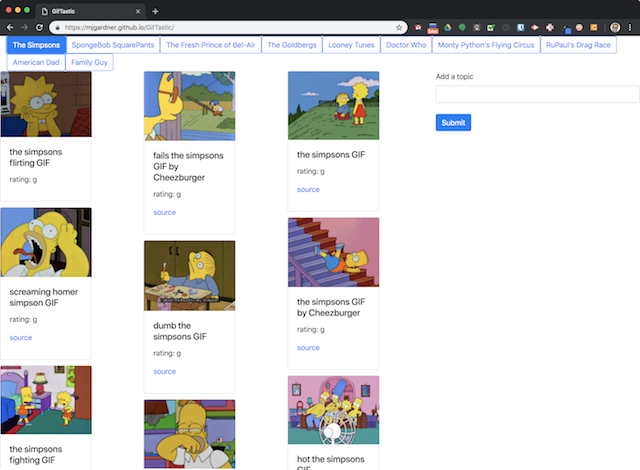 GifTastic
https://mjgardner.github.io/GifTastic/
The Simpsons SpongeBob SquarePants The Fresh Prince of Bel-Air The Goldbergs Looney Tunes Doctor Who Monty Python's Flying Circus RuPaul's Drag Race
American Dad Family Guy
the simpsons
flirting GIF
rating: g
screaming homer
simpson GIF
rating: g
source
the simpsons
fighting GIF
fails the simpsons
GIF by
Cheezburger
rating: g
source
dumb the
simpsons GIF
rating: g
source
the simpsons GIF
rating: g
source
the simpsons GIF
by Cheezburger
rating: g
source
hot the simpsons
GIF
Add a topic
Submit